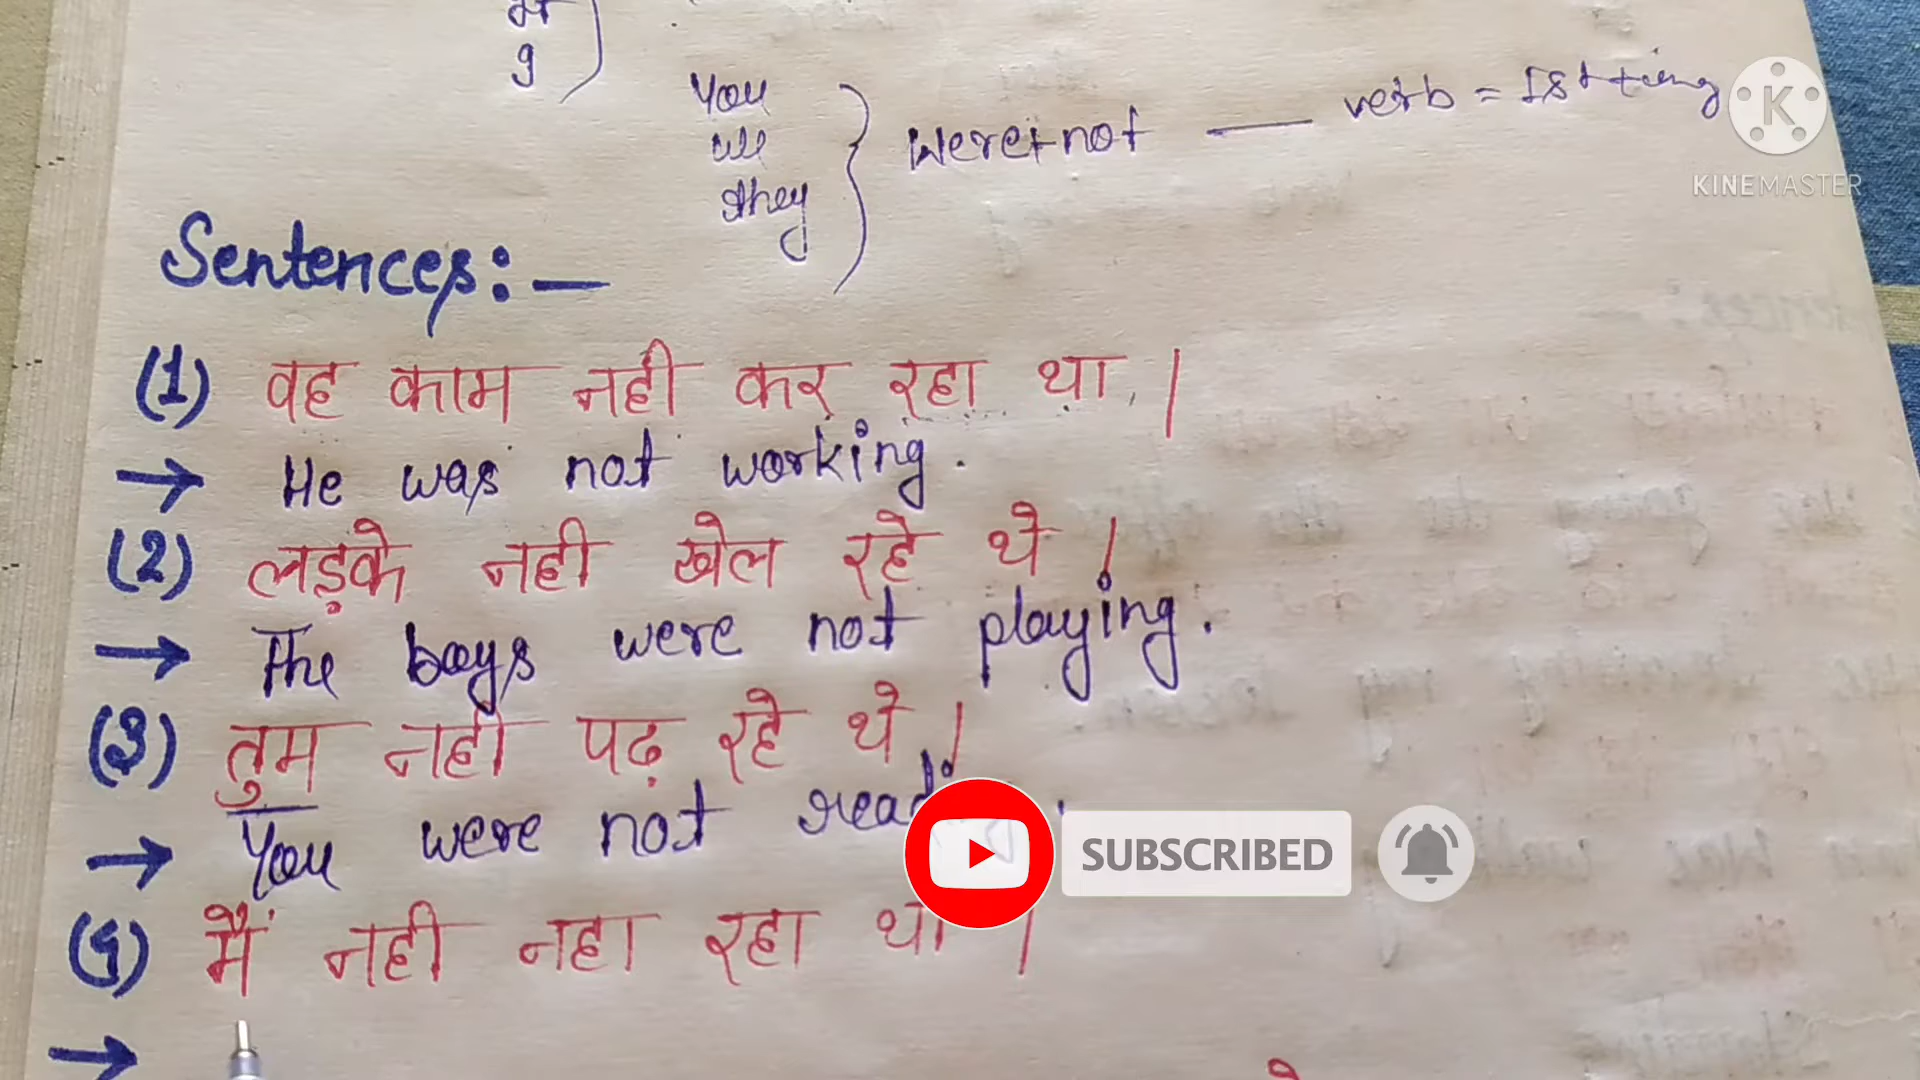 g
You
we
they
were+not — verb = Ist+ing
KINEMASTER
Sentences:—
(1) वह काम नही कर रहा था।
→ He was not working.
(2) लड़के नही खेल रहे थे।
→ The boys were not playing.
(3) तुम नही पढ़ रहे थे।
→ You were not
SUBSCRIBED
मैं नही नहा रहा था।
→